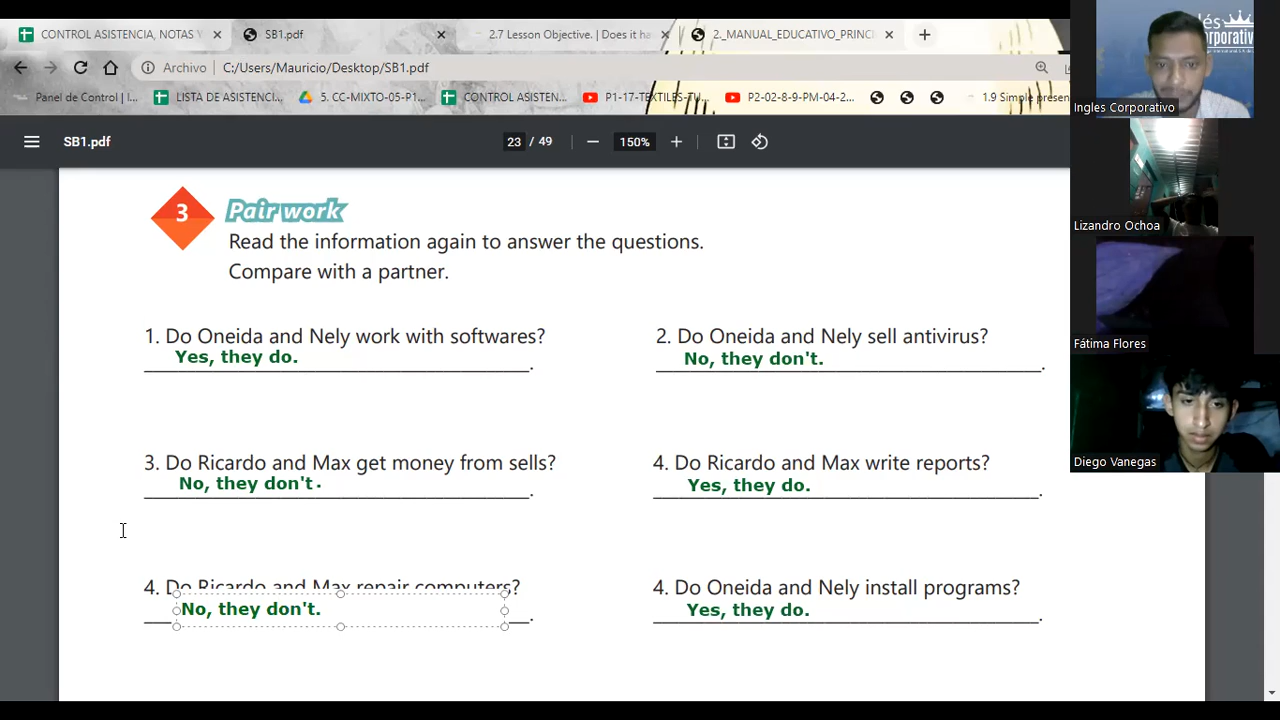 CONTROL ASISTENCIA, NOTAS Y
SB1.pdf
2.7 Lesson Objective. | Does it ha
2._MANUAL_EDUCATIVO_PRINCI
Archivo C:/Users/Mauricio/Desktop/SB1.pdf
Panel de Control | I...
LISTA DE ASISTENCI...
5. CC-MIXTO-05-P1...
CONTROL ASISTEN...
P1-17-TEXTILES-TU...
P2-02-8-9-PM-04-2...
1.9 Simple presen
SB1.pdf
23 / 49
150%
3 Pair work
Read the information again to answer the questions.
Compare with a partner.
1. Do Oneida and Nely work with softwares?
Yes, they do.
2. Do Oneida and Nely sell antivirus?
No, they don't.
3. Do Ricardo and Max get money from sells?
No, they don't.
4. Do Ricardo and Max write reports?
Yes, they do.
4. Do Ricardo and Max repair computers?
No, they don't.
4. Do Oneida and Nely install programs?
Yes, they do.
Ingles Corporativo
Lizandro Ochoa
Fátima Flores
Diego Vanegas